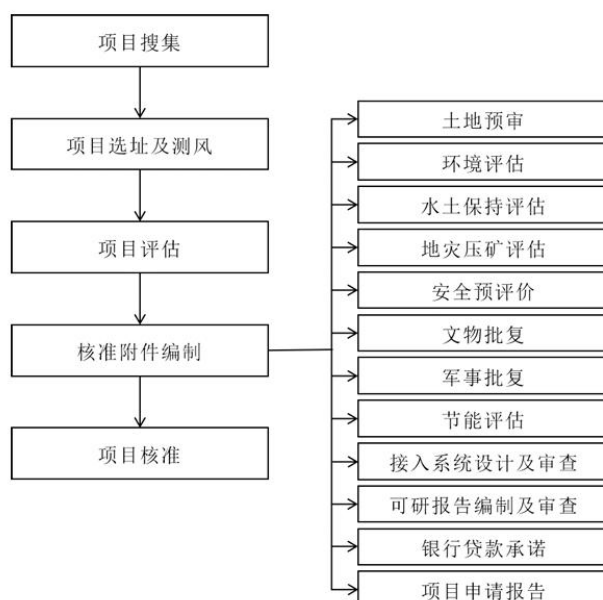 项目搜集
项目选址及测风
项目评估
核准附件编制
项目核准
土地预审
环境评估
水土保持评估
地灾压矿评估
安全预评价
文物批复
军事批复
节能评估
接入系统设计及审查
可研报告编制及审查
银行贷款承诺
项目申请报告